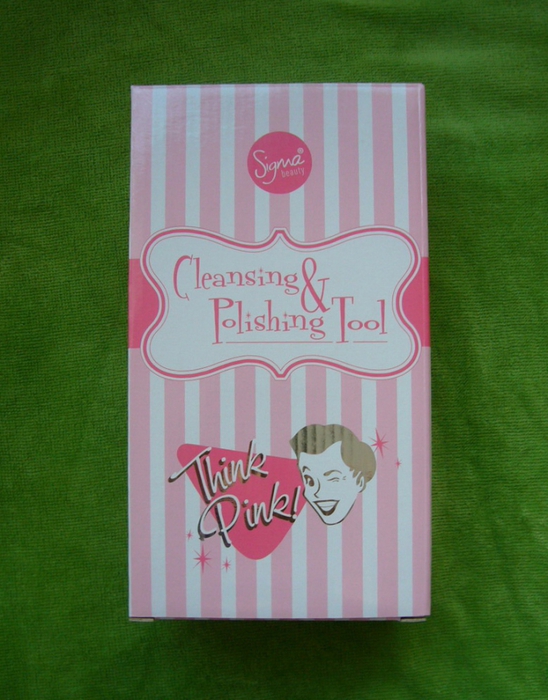 Sigma®
beauty
Cleansing &
Polishing Tool
Think
Pink!